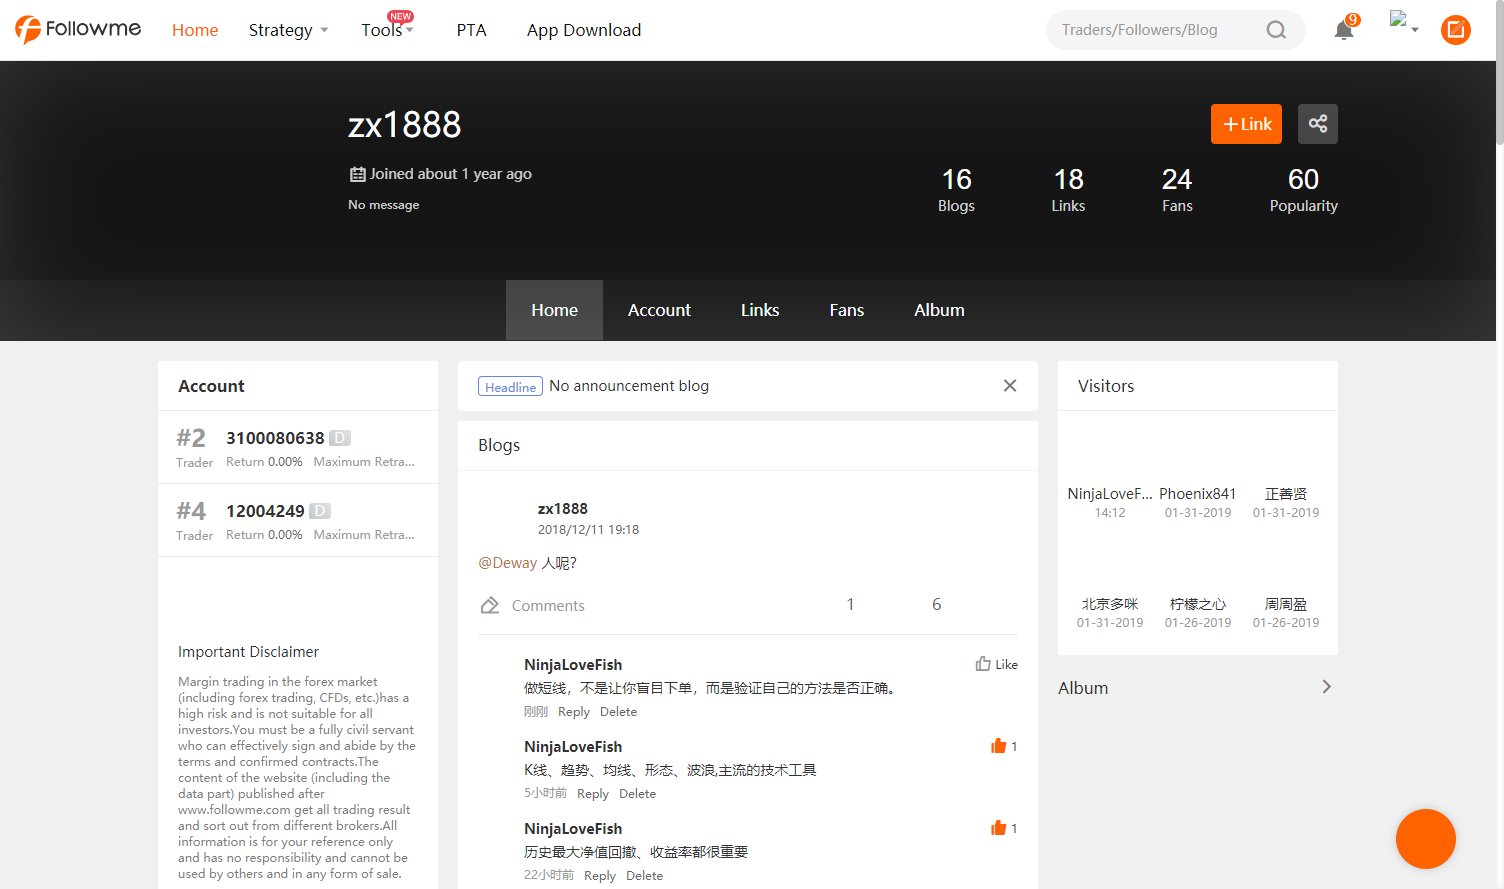 Followme
Home
Strategy
Tools
NEW
PTA
App Download
Traders/Followers/Blog
9
zx1888
+Link
Joined about 1 year ago
No message
16
Blogs
18
Links
24
Fans
60
Popularity
Home
Account
Links
Fans
Album
Account
#2
Trader
3100080638 D
Return 0.00% Maximum Retra...
#4
Trader
12004249 D
Return 0.00% Maximum Retra...
Important Disclaimer
Margin trading in the forex market
(including forex trading, CFDs, etc.)has a
high risk and is not suitable for all
investors.You must be a fully civil servant
who can effectively sign and abide by the
terms and confirmed contracts.The
content of the website (including the
data part) published after
www.followme.com get all trading result
and sort out from different brokers.All
information is for your reference only
and has no responsibility and cannot be
used by others and in any form of sale.
Headline No announcement blog
Blogs
zx1888
2018/12/11 19:18
@Deway 人呢?
Comments
1
6
NinjaLoveFish
Like
做短线，不是让你盲目下单，而是验证自己的方法是否正确。
刚刚 Reply Delete
NinjaLoveFish
1
K线、趋势、均线、形态、波浪,主流的技术工具
5小时前 Reply Delete
NinjaLoveFish
1
历史最大净值回撤、收益率都很重要
22小时前 Reply Delete
Visitors
NinjaLoveF...
14:12
Phoenix841
01-31-2019
正善贤
01-31-2019
北京多咪
01-31-2019
柠檬之心
01-26-2019
周周盈
01-26-2019
Album